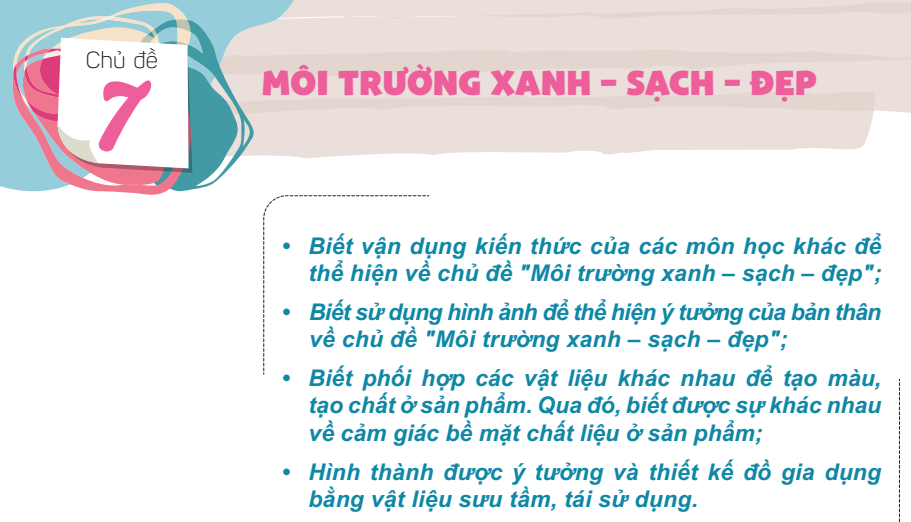 Chủ đề
7
MÔI TRƯỜNG XANH – SẠCH – ĐẸP
• Biết vận dụng kiến thức của các môn học khác để
thể hiện về chủ đề "Môi trường xanh – sạch – đẹp";
• Biết sử dụng hình ảnh để thể hiện ý tưởng của bản thân
về chủ đề "Môi trường xanh – sạch – đẹp";
• Biết phối hợp các vật liệu khác nhau để tạo màu,
tạo chất ở sản phẩm. Qua đó, biết được sự khác nhau
về cảm giác bề mặt chất liệu ở sản phẩm;
• Hình thành được ý tưởng và thiết kế đồ gia dụng
bằng vật liệu sưu tầm, tái sử dụng.